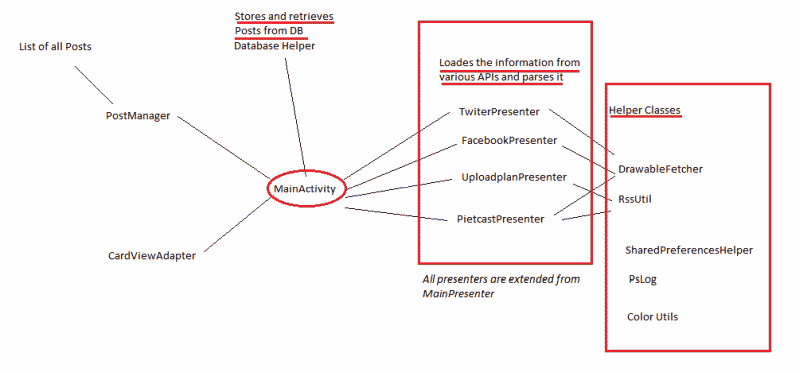 Stores and retrieves
Posts from DB
Database Helper
List of all Posts
PostManager
MainActivity
CardViewAdapter
Loades the information from
various APIs and parses it
TwiterPresenter
FacebookPresenter
UploadplanPresenter
PietcastPresenter
All presenters are extended from
MainPresenter
Helper Classes
DrawableFetcher
RssUtil
SharedPreferencesHelper
PsLog
Color Utils